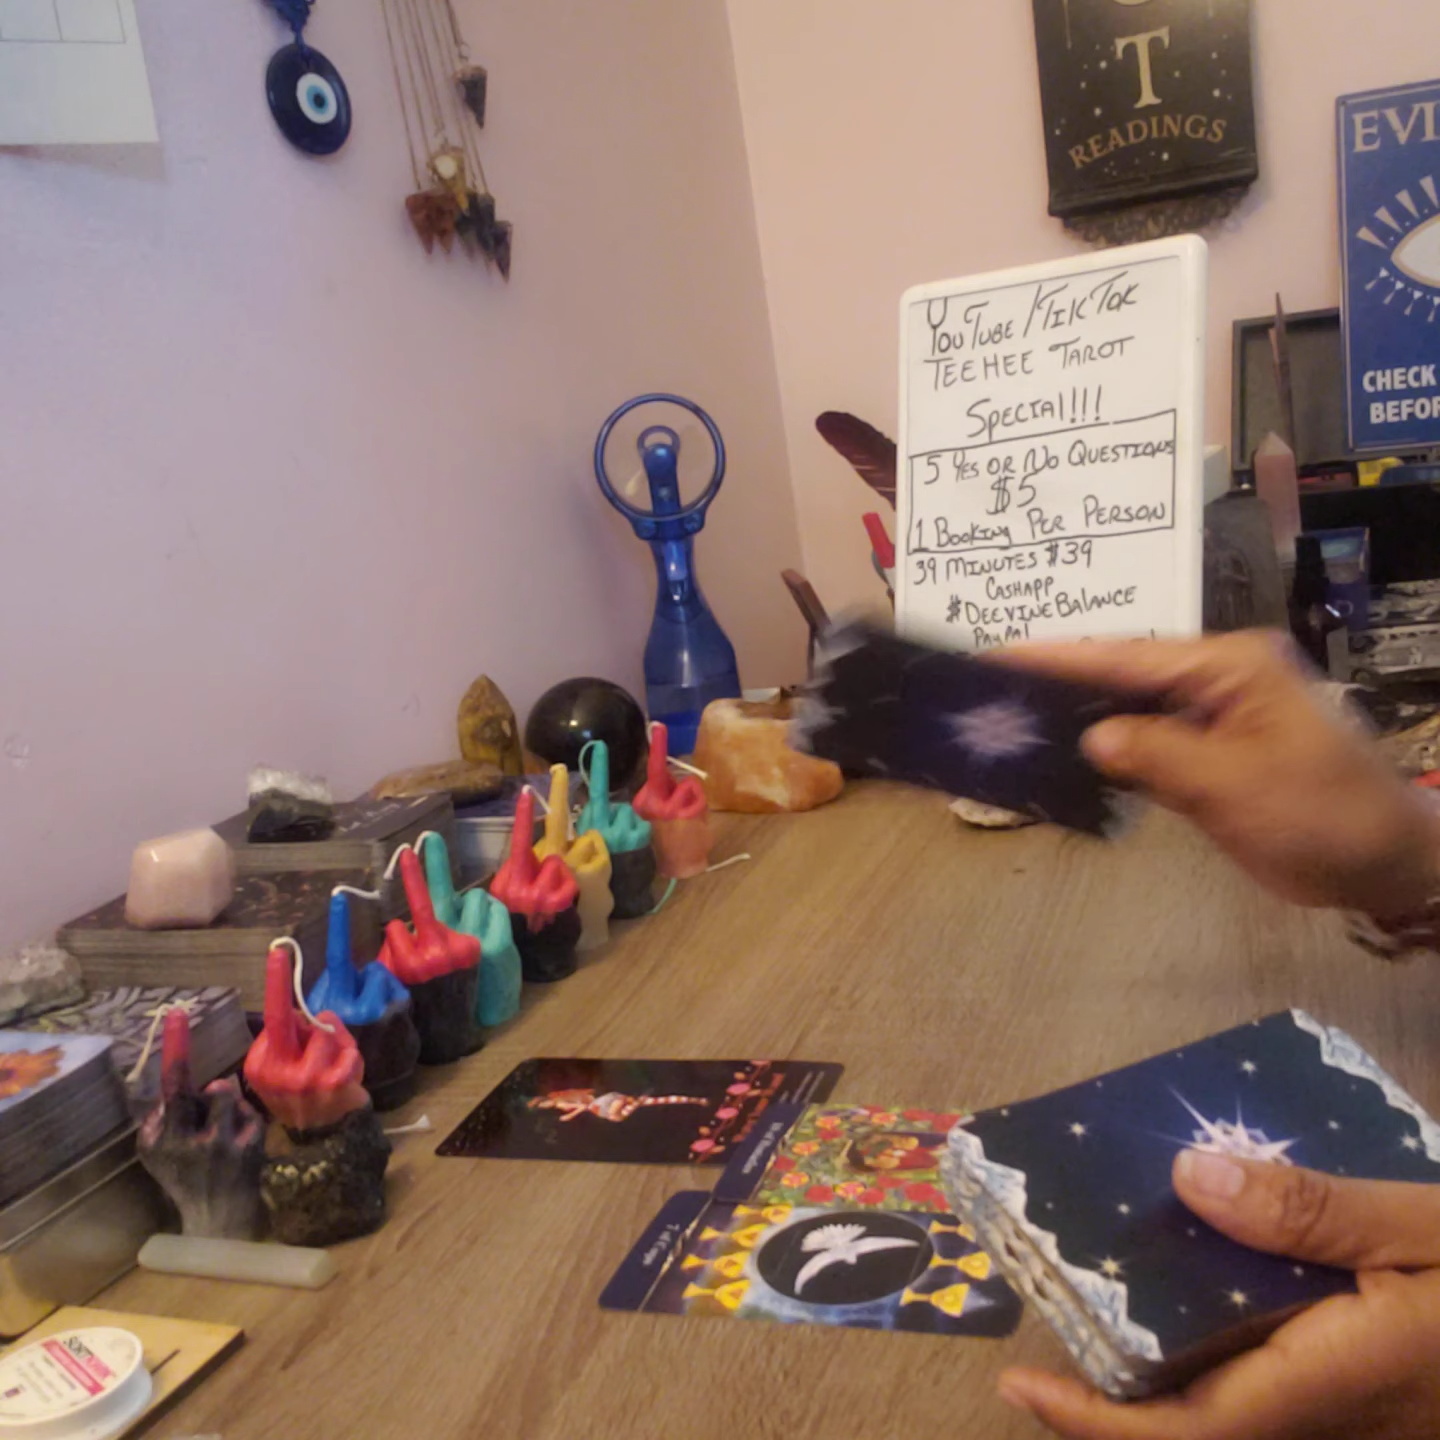 T
READINGS
EVI
CHECK
BEFOR
YouTube/TikTok
TEEHEE TAROT
Special!!!
5 Yes or No Questions
$5
1 Booking Per Person
39 Minutes $39
CashApp
$DeeVineBalance
PayPal
7 of Cups